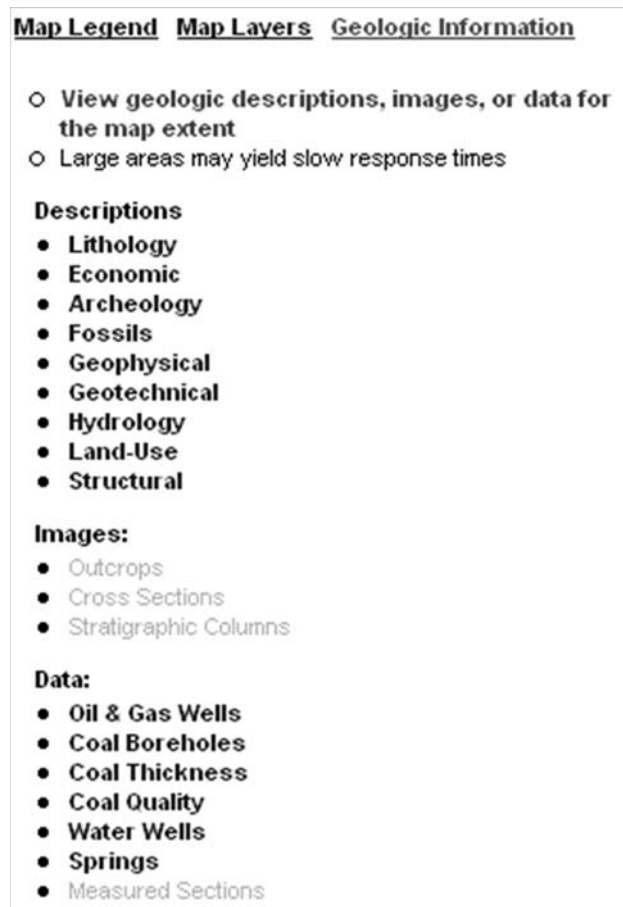 Map Legend Map Layers Geologic Information
View geologic descriptions, images, or data for
the map extent
Large areas may yield slow response times
Descriptions
Lithology
Economic
Archeology
Fossils
Geophysical
Geotechnical
Hydrology
Land-Use
Structural
Images:
Outcrops
Cross Sections
Stratigraphic Columns
Data:
Oil & Gas Wells
Coal Boreholes
Coal Thickness
Coal Quality
Water Wells
Springs
Measured Sections